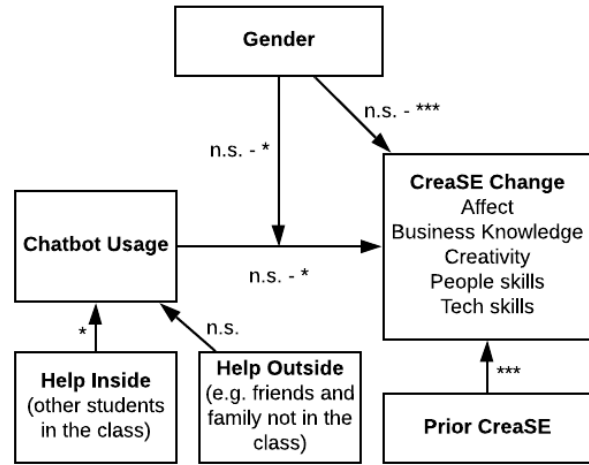 Gender
n.s. - ***
n.s. - *
CreaSE Change
Affect
Business Knowledge
Creativity
People skills
Tech skills
Chatbot Usage
n.s. - *
*
n.s.
***
Help Inside
(other students
in the class)
Help Outside
(e.g. friends and
family not in the
class)
Prior CreaSE